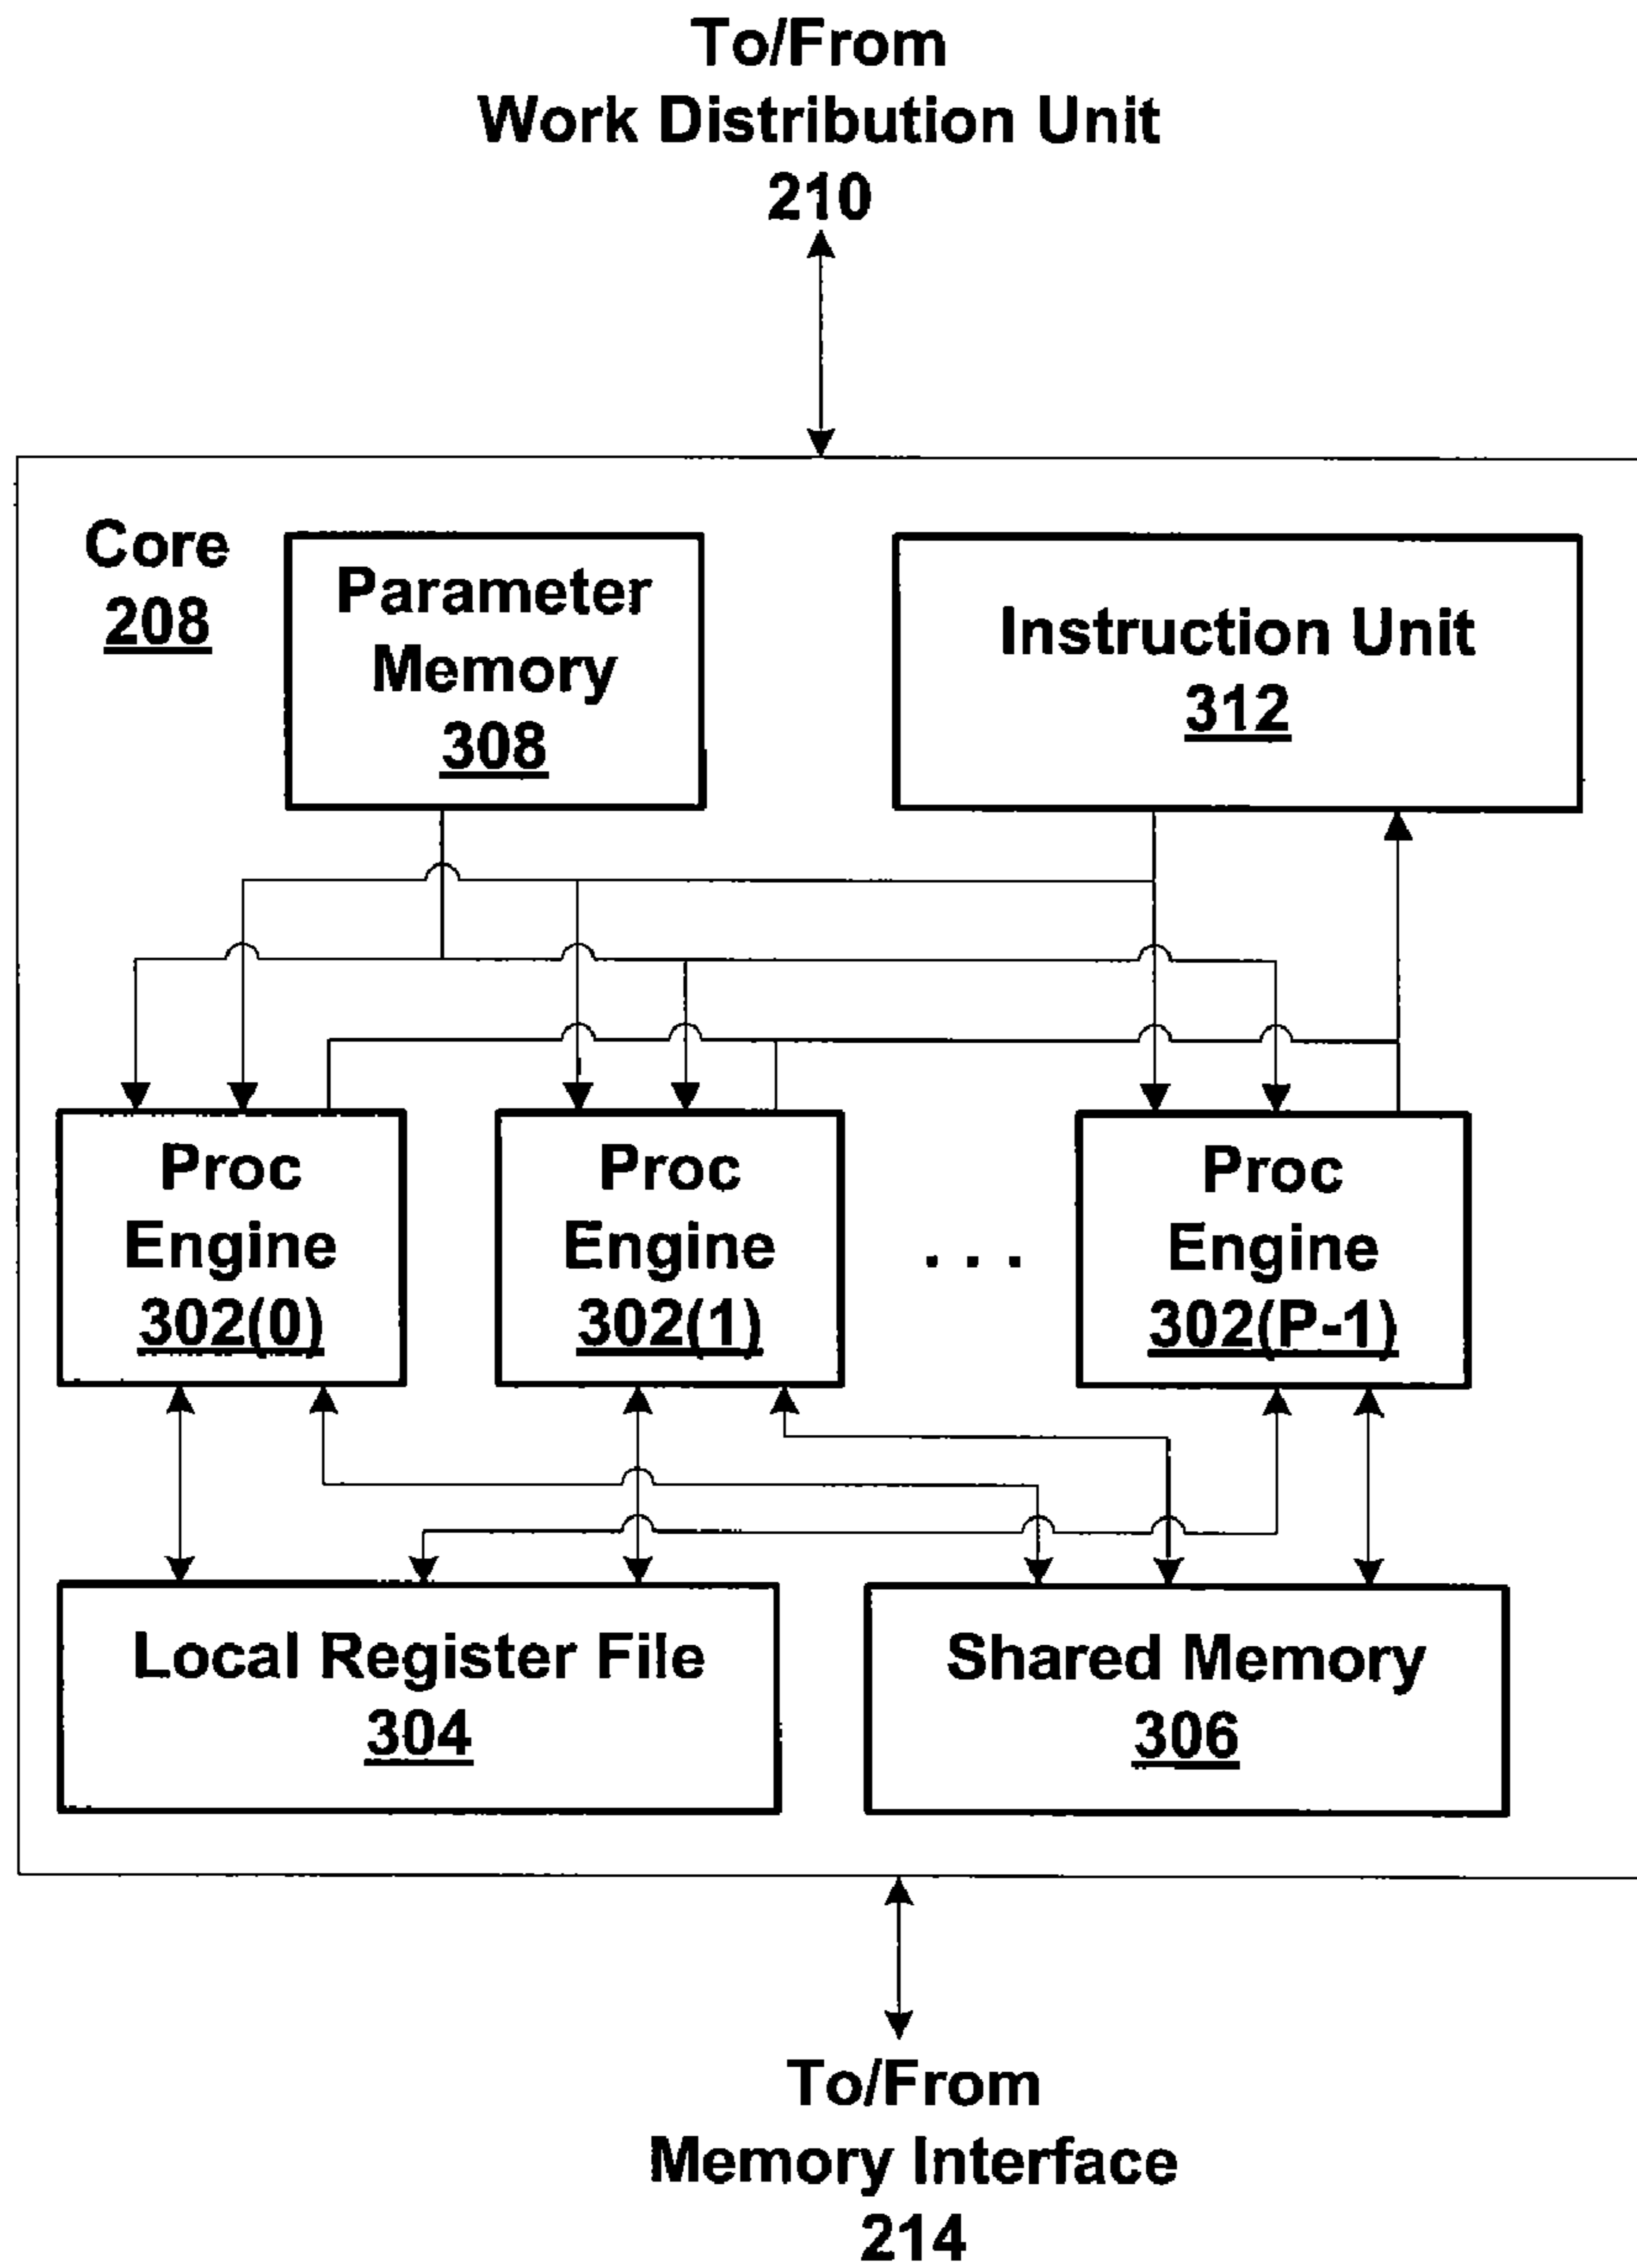 To/From
Work Distribution Unit
210
Core
208
Parameter
Memory
308
Instruction Unit
312
Proc
Engine
302(0)
Proc
Engine
302(1)
. . .
Proc
Engine
302(P-1)
Local Register File
304
Shared Memory
306
To/From
Memory Interface
214